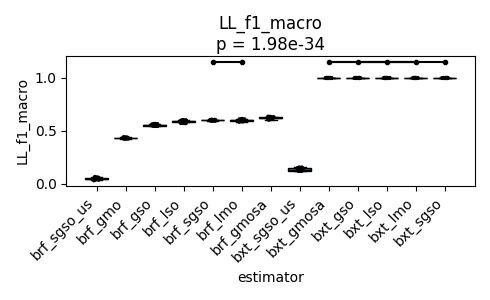 LL_f1_macro
p = 1.98e-34
LL_f1_macro
1.0
0.5
0.0
brf_sgso_us
brf_gmo
brf_gso
brf_lso
brf_sgso
brf_lmo
brf_gmosa
bxt_sgso_us
bxt_gmosa
bxt_gso
bxt_lso
bxt_lmo
bxt_sgso
estimator